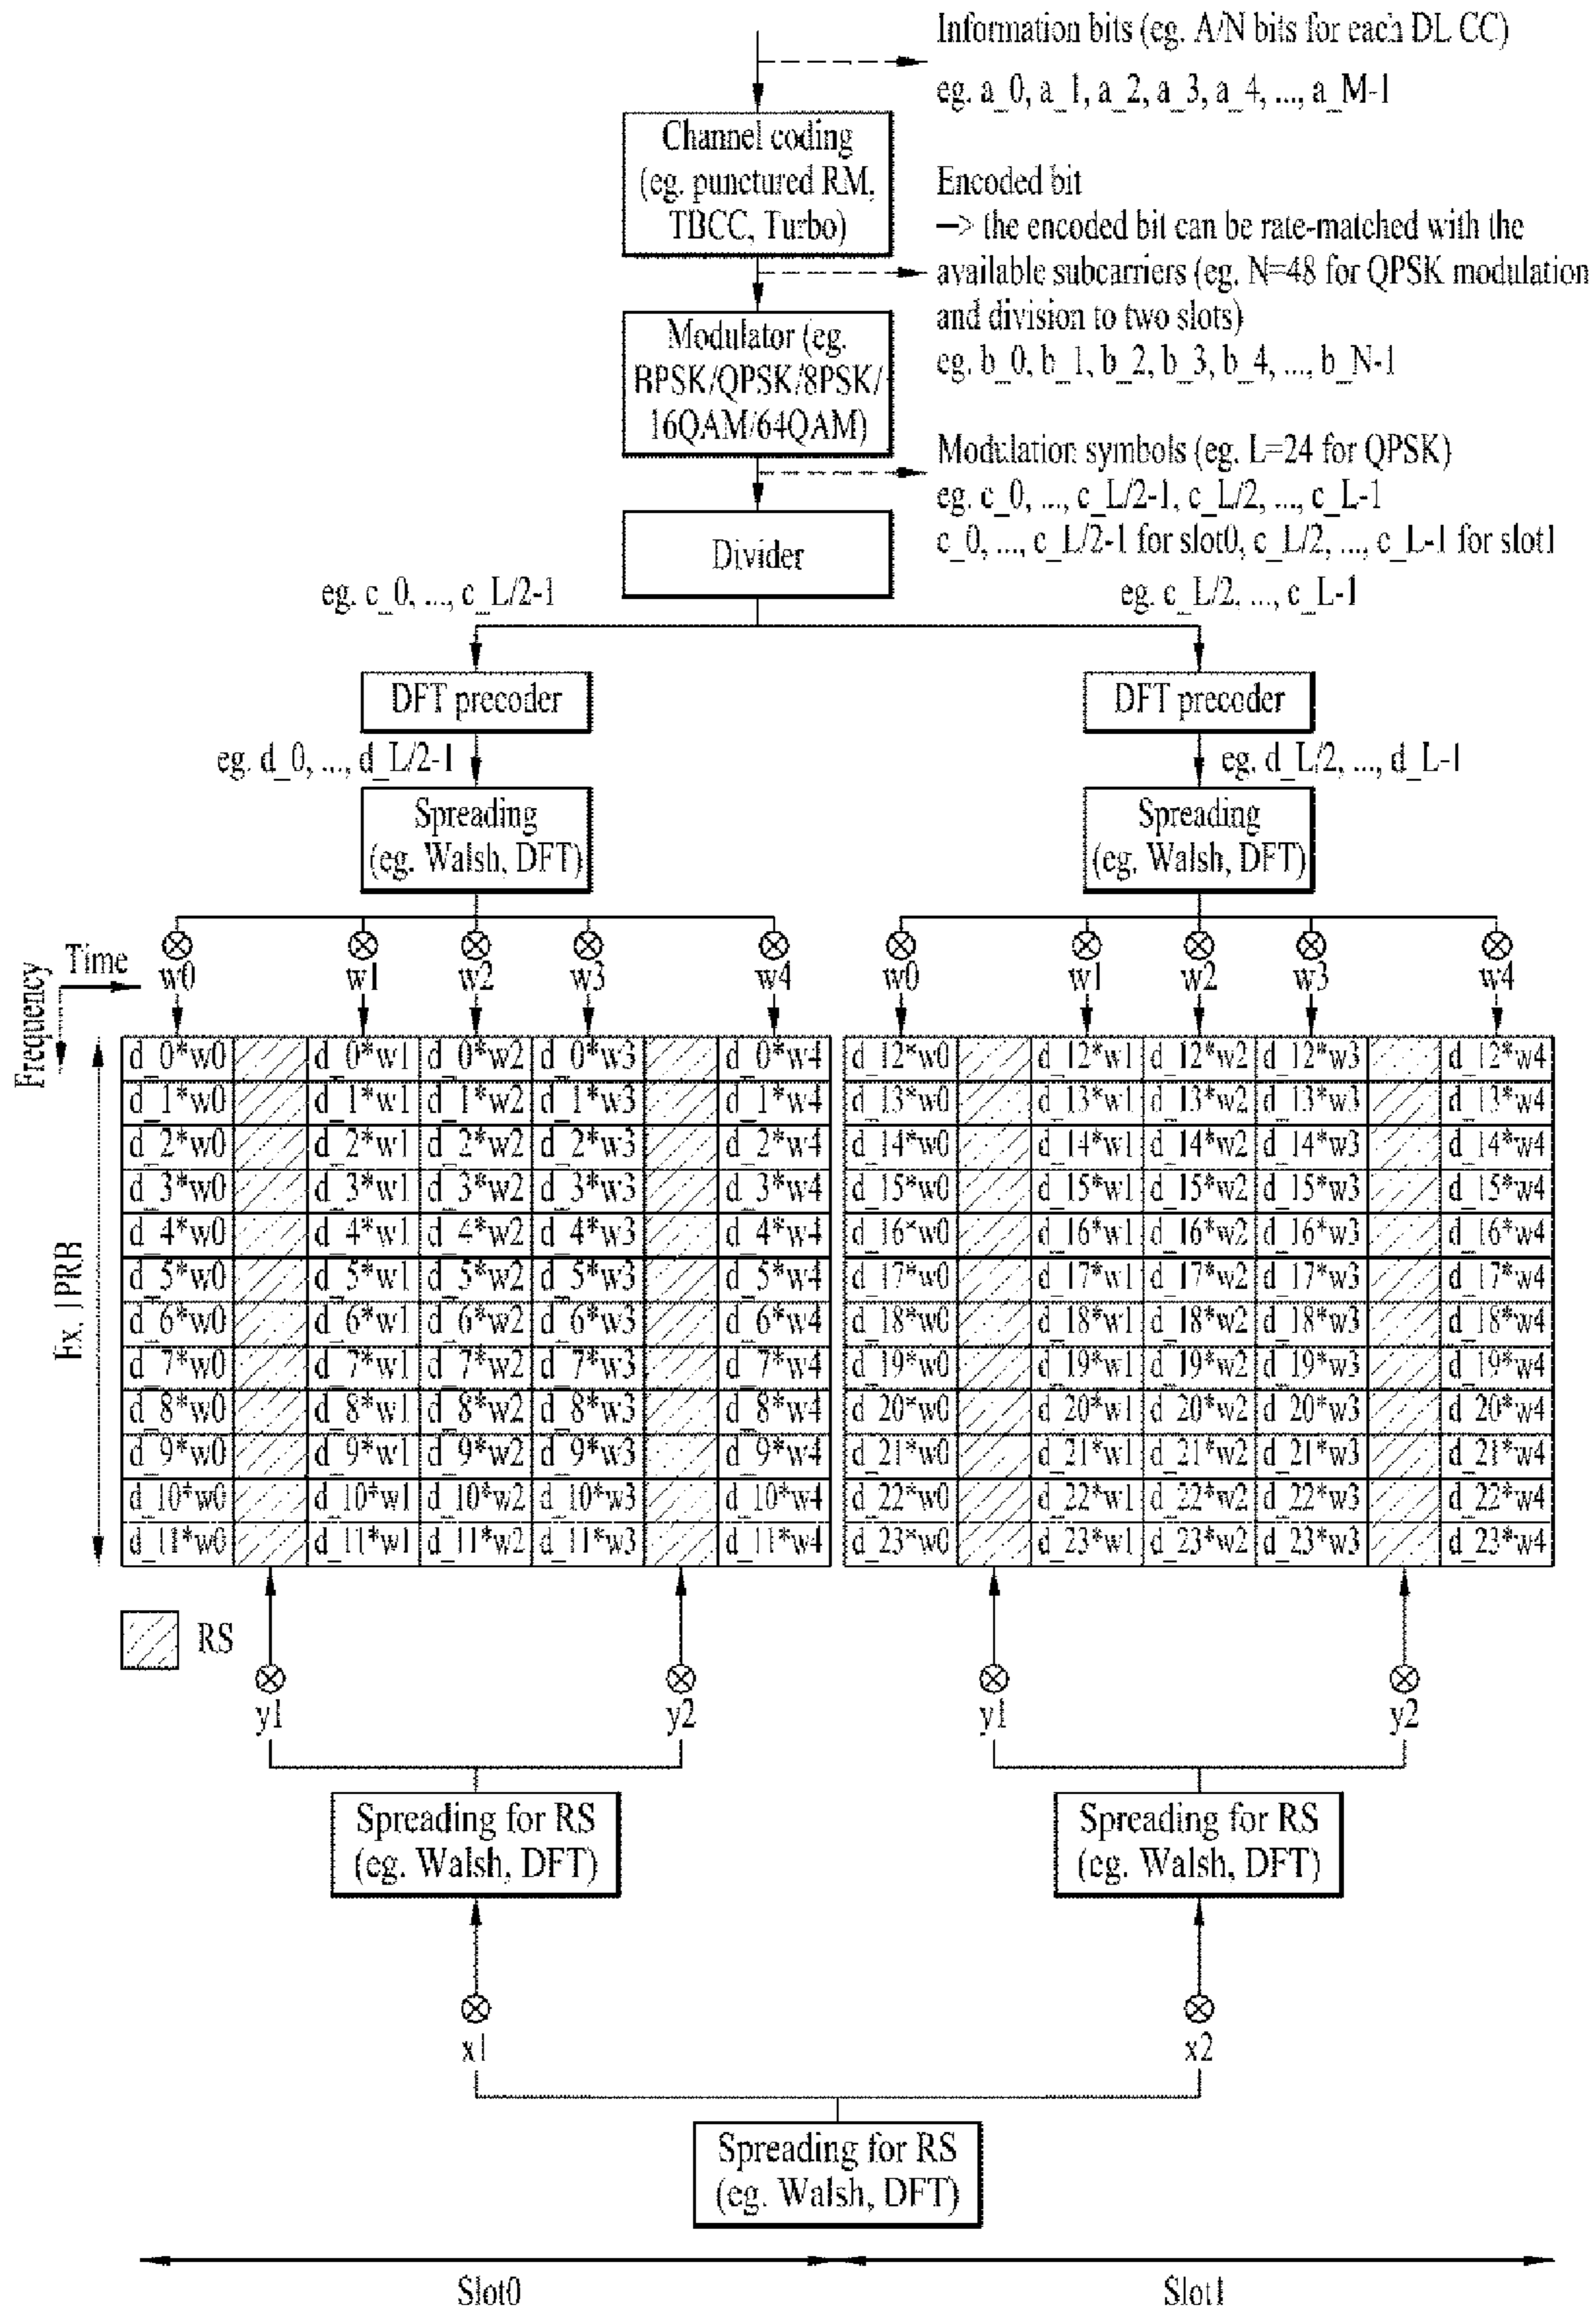 Information bits (eg. A/N bits for each DL CC)
eg. a_0, a_1, a_2, a_3, a_4, ..., a_M-1
Channel coding
(eg. punctured RM,
TBCC, Turbo)
Encoded bit
—> the encoded bit can be rate-matched with the
available subcarriers (eg. N=48 for QPSK modulation
and division to two slots)
eg. b_0, b_1, b_2, b_3, b_4, ..., b_N-1
Modulator (eg.
BPSK/QPSK/8PSK/
16QAM/64QAM)
Modulation symbols (eg. L=24 for QPSK)
eg. c_0, ..., c_L/2-1, c_L/2, ..., c_L-1
c_0, ..., c_L/2-1 for slot0, c_L/2, ..., c_L-1 for slot1
Divider
eg. c_0, ..., c_L/2-1
eg. c_L/2, ..., c_L-1
DFT precoder
DFT precoder
eg. d_0, ..., d_L/2-1
eg. d_L/2, ..., d_L-1
Spreading
(eg. Walsh, DFT)
Spreading
(eg. Walsh, DFT)
Time
Frequency
w0 w1 w2 w3 w4 w0 w1 w2 w3 w4
Ex. 1PRB
d_0*w0 d_0*w1 d_0*w2 d_0*w3 d_0*w4 d_12*w0 d_12*w1 d_12*w2 d_12*w3 d_12*w4
d_1*w0 d_1*w1 d_1*w2 d_1*w3 d_1*w4 d_13*w0 d_13*w1 d_13*w2 d_13*w3 d_13*w4
d_2*w0 d_2*w1 d_2*w2 d_2*w3 d_2*w4 d_14*w0 d_14*w1 d_14*w2 d_14*w3 d_14*w4
d_3*w0 d_3*w1 d_3*w2 d_3*w3 d_3*w4 d_15*w0 d_15*w1 d_15*w2 d_15*w3 d_15*w4
d_4*w0 d_4*w1 d_4*w2 d_4*w3 d_4*w4 d_16*w0 d_16*w1 d_16*w2 d_16*w3 d_16*w4
d_5*w0 d_5*w1 d_5*w2 d_5*w3 d_5*w4 d_17*w0 d_17*w1 d_17*w2 d_17*w3 d_17*w4
d_6*w0 d_6*w1 d_6*w2 d_6*w3 d_6*w4 d_18*w0 d_18*w1 d_18*w2 d_18*w3 d_18*w4
d_7*w0 d_7*w1 d_7*w2 d_7*w3 d_7*w4 d_19*w0 d_19*w1 d_19*w2 d_19*w3 d_19*w4
d_8*w0 d_8*w1 d_8*w2 d_8*w3 d_8*w4 d_20*w0 d_20*w1 d_20*w2 d_20*w3 d_20*w4
d_9*w0 d_9*w1 d_9*w2 d_9*w3 d_9*w4 d_21*w0 d_21*w1 d_21*w2 d_21*w3 d_21*w4
d_10*w0 d_10*w1 d_10*w2 d_10*w3 d_10*w4 d_22*w0 d_22*w1 d_22*w2 d_22*w3 d_22*w4
d_11*w0 d_11*w1 d_11*w2 d_11*w3 d_11*w4 d_23*w0 d_23*w1 d_23*w2 d_23*w3 d_23*w4
RS
y1 y2 y1 y2
Spreading for RS
(eg. Walsh, DFT)
Spreading for RS
(eg. Walsh, DFT)
x1 x2
Spreading for RS
(eg. Walsh, DFT)
Slot0 Slot1